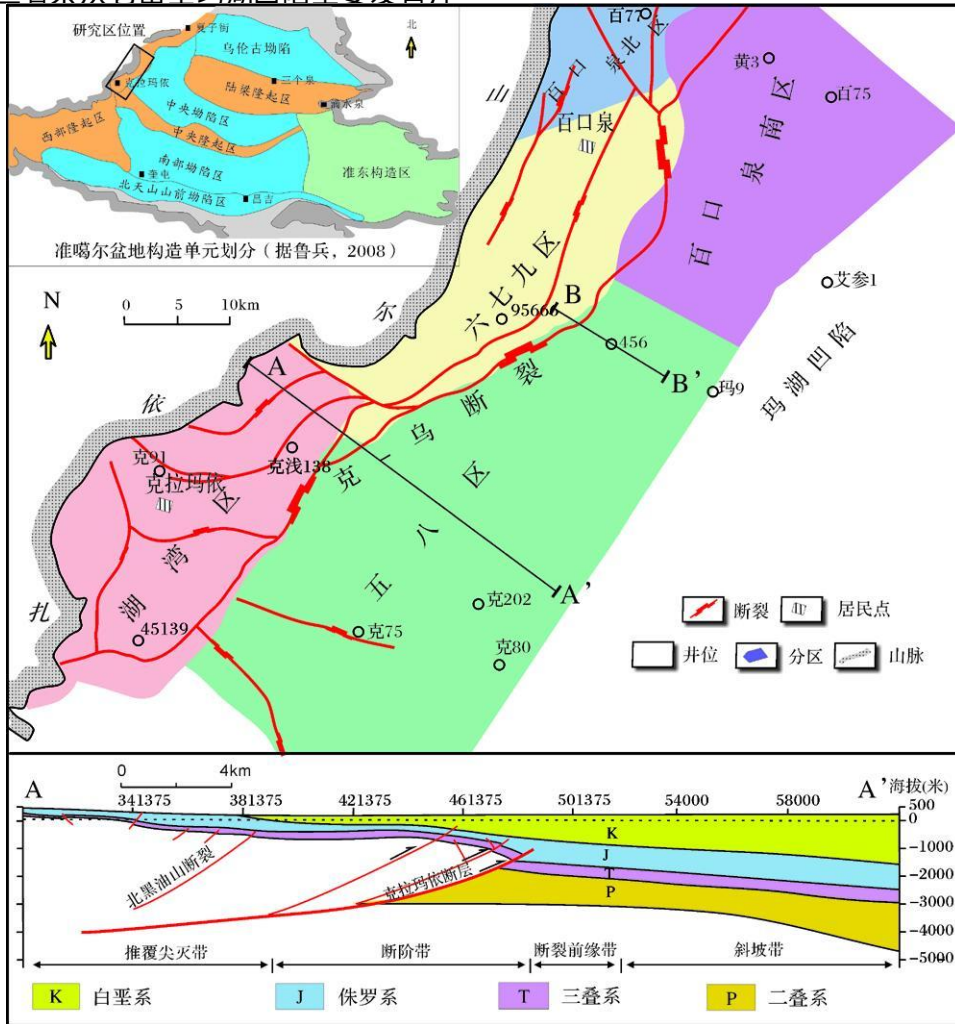 研究区位置
夏子街
北
乌伦古坳陷
克拉玛依
三个泉
陆梁隆起区
滴水泉
中央坳陷区
西部隆起区
中央隆起区
南部坳陷区
准东构造区
奎屯
北天山山前坳陷区
昌吉
准噶尔盆地构造单元划分（据鲁兵，2008）
百77
百口泉北区
黄3
百75
百口泉
百口泉南区
山
N
0 5 10km
尔
六七九区
95666
B
艾参1
456
B'
玛9
玛湖凹陷
A
依
克—乌断裂
克91
克浅138
克拉玛依
湖湾区
五八区
A'
扎
45139
克75
克202
克80
断裂
居民点
井位
分区
山脉
0 4km
A
A'
海拔(米)
341375 381375 421375 461375 501375 54000 58000
500
0
-1000
-2000
-3000
-4000
-5000
K
J
T
P
北黑油山断裂
克拉玛依断层
推覆尖灭带
断阶带
断裂前缘带
斜坡带
K 白垩系
J 侏罗系
T 三叠系
P 二叠系